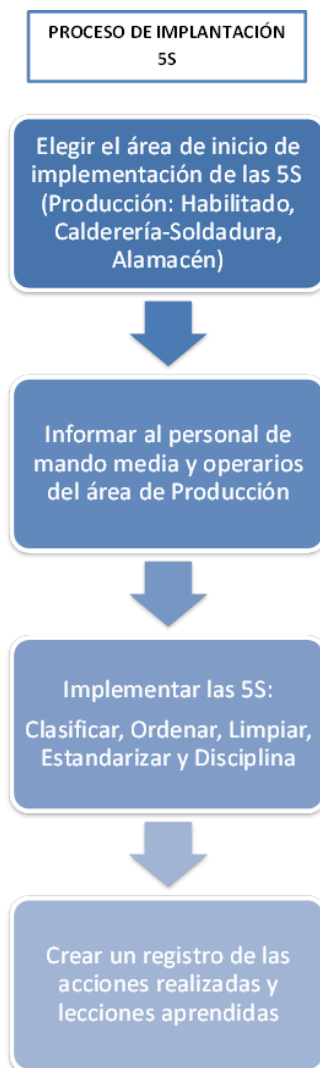 PROCESO DE IMPLANTACIÓN
5S
Elegir el área de inicio de
implementación de las 5S
(Producción: Habilitado,
Calderería-Soldadura,
Alamacén)
Informar al personal de
mando media y operarios
del área de Producción
Implementar las 5S:
Clasificar, Ordenar, Limpiar,
Estandarizar y Disciplina
Crear un registro de las
acciones realizadas y
lecciones aprendidas